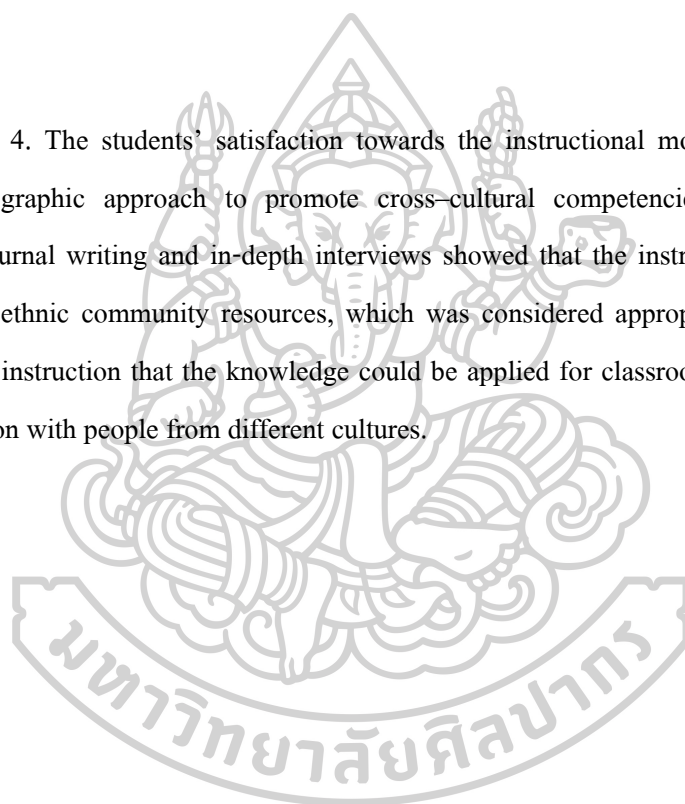 4. The students’ satisfaction towards the instructional mo
graphic approach to promote cross–cultural competenci
urnal writing and in-depth interviews showed that the instr
ethnic community resources, which was considered approp
instruction that the knowledge could be applied for classroo
on with people from different cultures.
มหาวิทยาลัยศิลปากร